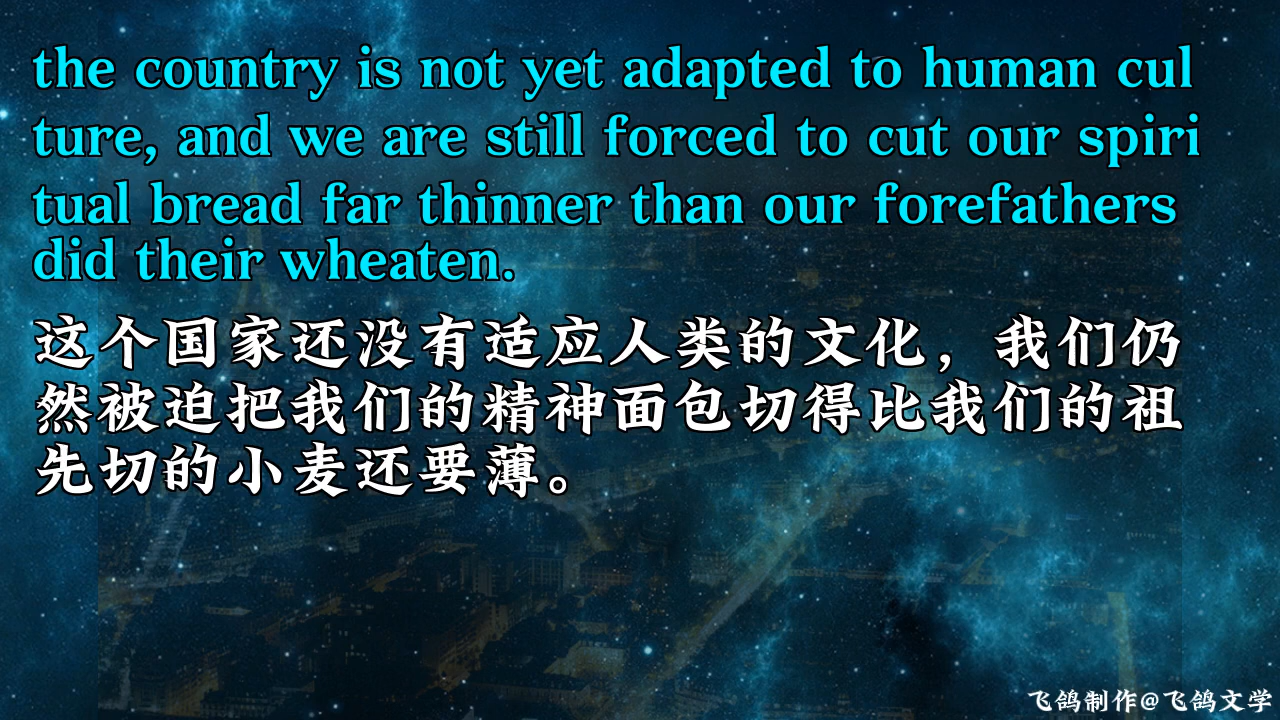 the country is not yet adapted to human cul
ture, and we are still forced to cut our spiri
tual bread far thinner than our forefathers
did their wheaten.
这个国家还没有适应人类的文化，我们仍
然被迫把我们的精神面包切得比我们的祖
先切的小麦还要薄。
飞鸽制作@飞鸽文学